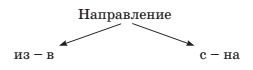 Направление
из – в с – на